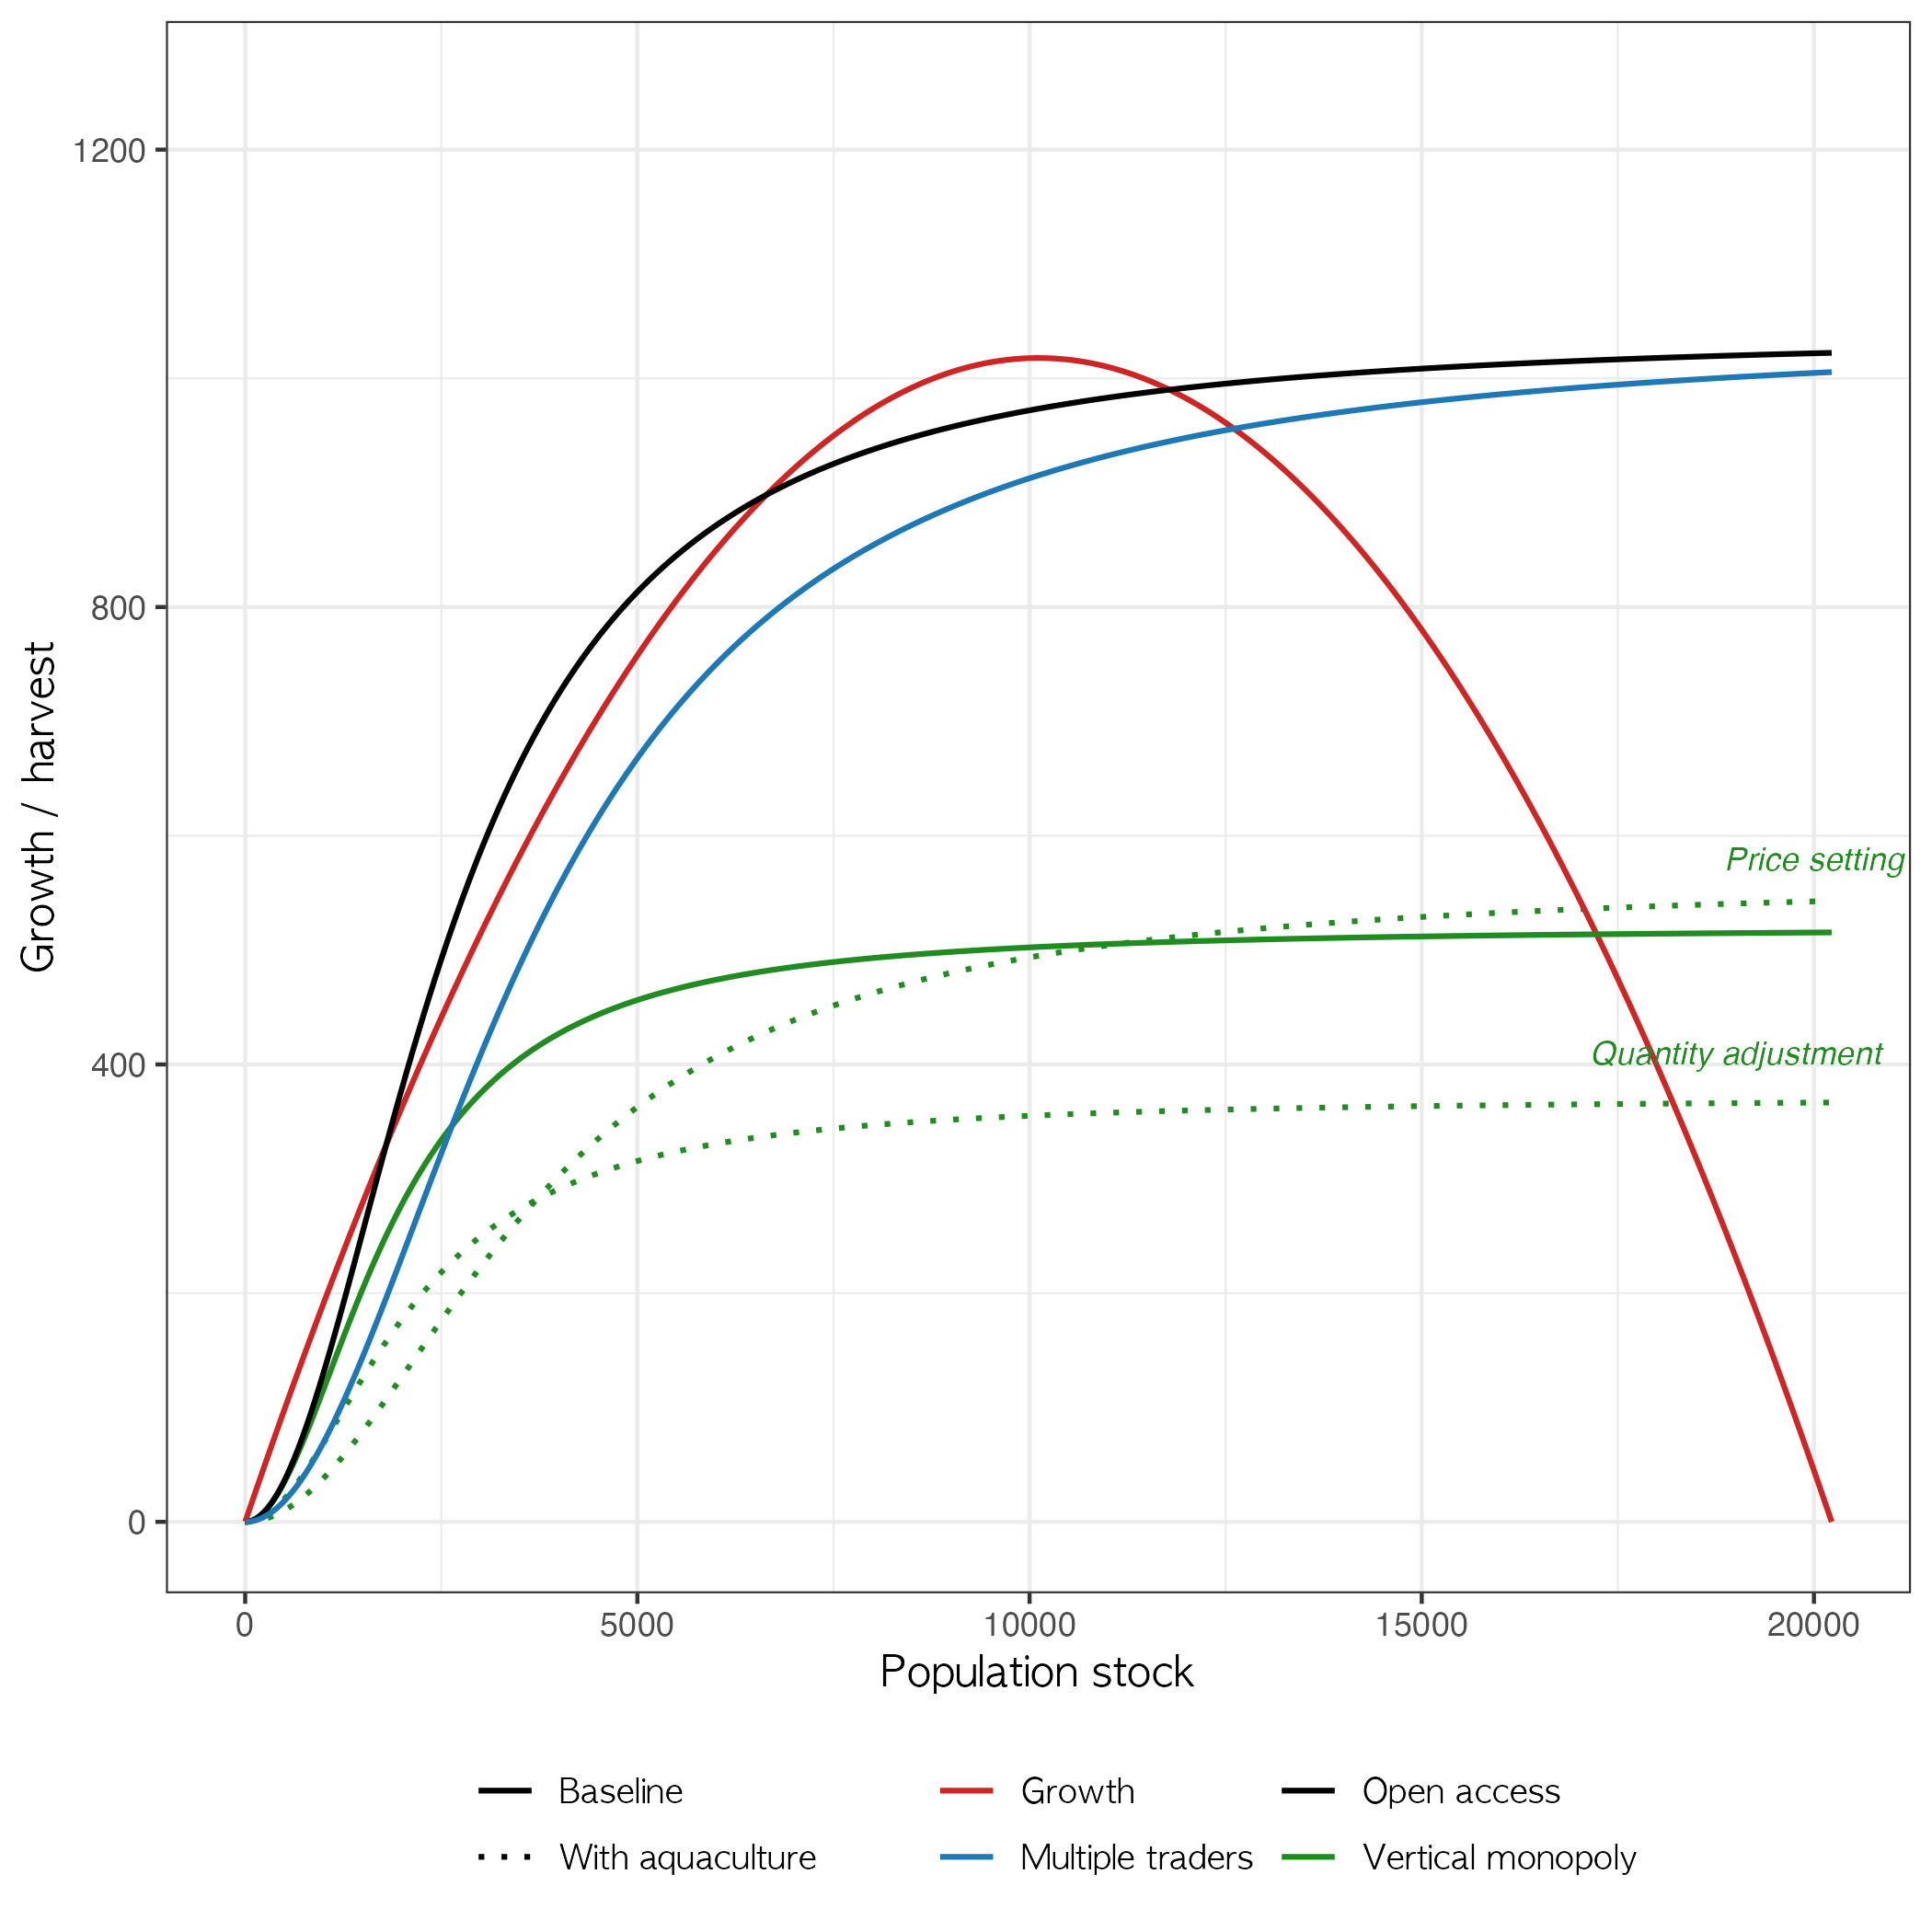 1200
800
400
0
Growth / harvest
Price setting
Quantity adjustment
0 5000 10000 15000 20000
Population stock
Baseline Growth Open access
With aquaculture Multiple traders Vertical monopoly